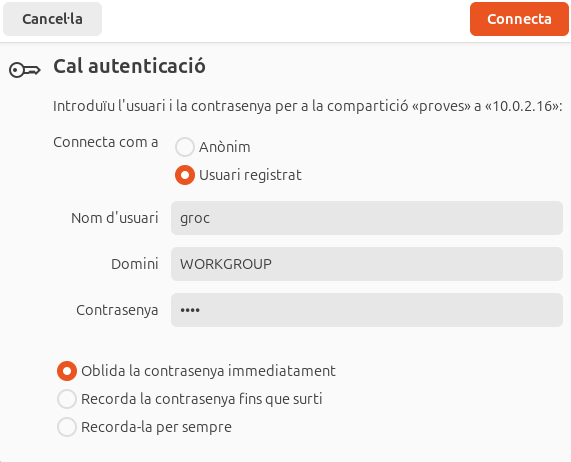 Cancel·la
Connecta
Cal autenticació
Introduïu l'usuari i la contrasenya per a la compartició «proves» a «10.0.2.16»:
Connecta com a
Anònim
Usuari registrat
Nom d'usuari groc
Domini WORKGROUP
Contrasenya ••••
Oblida la contrasenya immediatament
Recorda la contrasenya fins que surti
Recorda-la per sempre